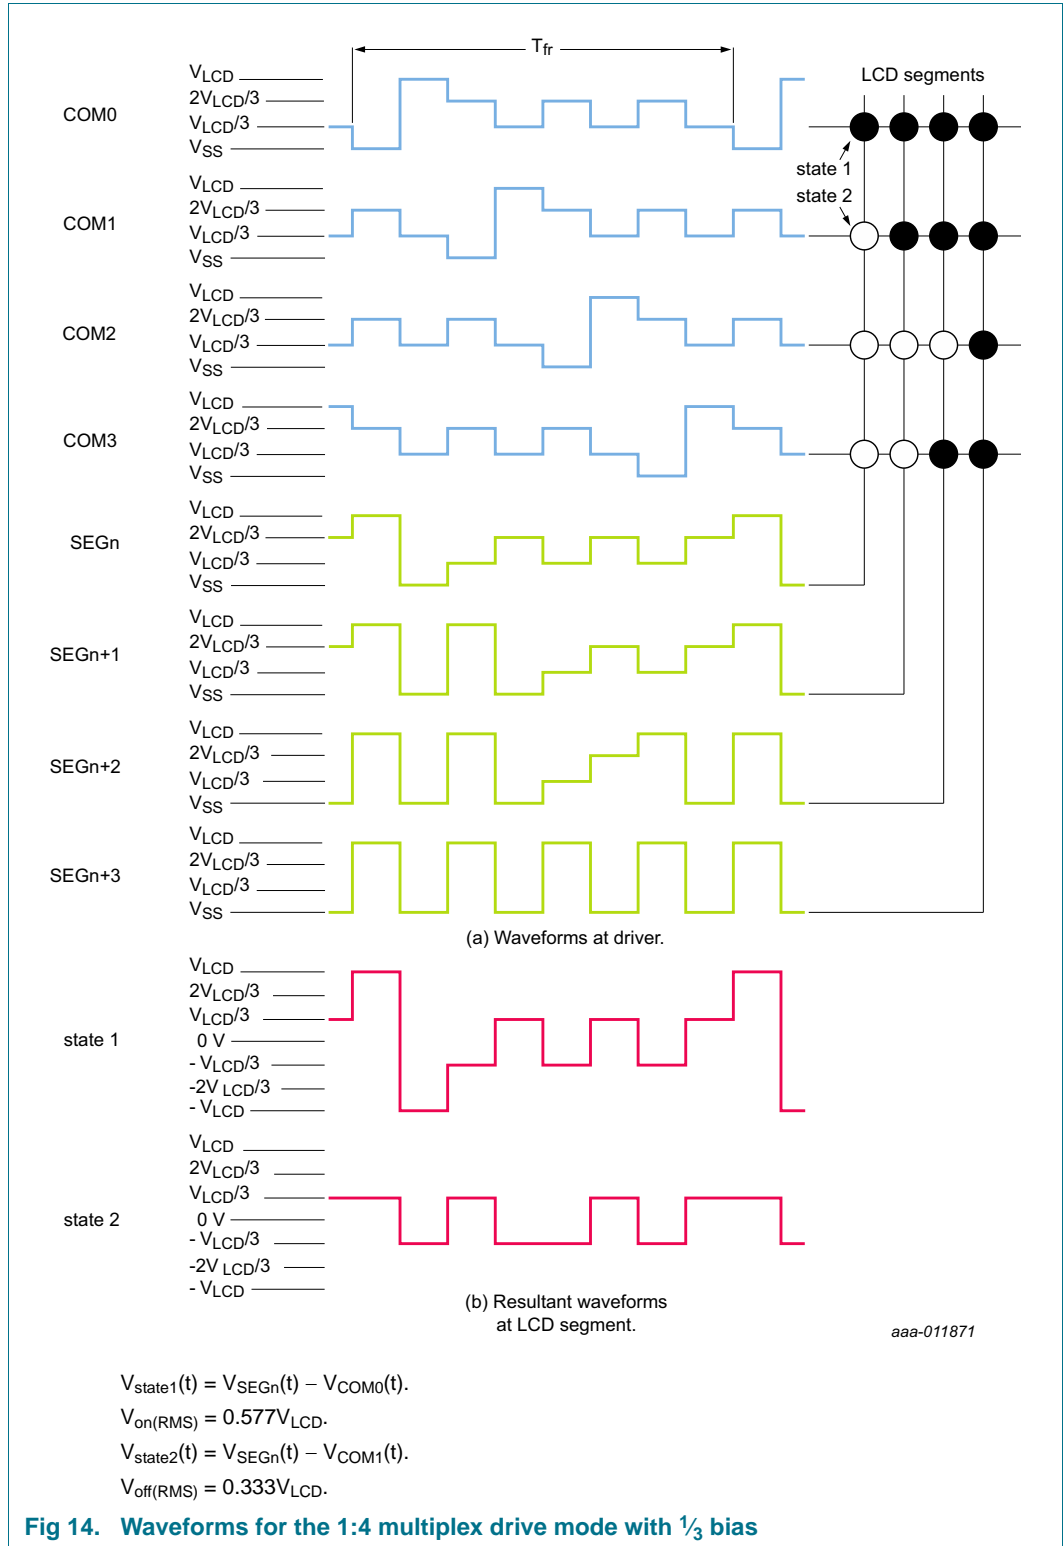 Tfr
LCD segments
COM0
VLCD
2VLCD/3
VLCD/3
VSS
state 1
state 2
COM1
VLCD
2VLCD/3
VLCD/3
VSS
COM2
VLCD
2VLCD/3
VLCD/3
VSS
COM3
VLCD
2VLCD/3
VLCD/3
VSS
SEGn
VLCD
2VLCD/3
VLCD/3
VSS
SEGn+1
VLCD
2VLCD/3
VLCD/3
VSS
SEGn+2
VLCD
2VLCD/3
VLCD/3
VSS
SEGn+3
VLCD
2VLCD/3
VLCD/3
VSS
(a) Waveforms at driver.
state 1
VLCD
2VLCD/3
VLCD/3
0 V
- VLCD/3
-2V LCD/3
- VLCD
state 2
VLCD
2VLCD/3
VLCD/3
0 V
- VLCD/3
-2V LCD/3
- VLCD
(b) Resultant waveforms
at LCD segment.
aaa-011871
Vstate1(t) = VSEGn(t) − VCOM0(t).
Von(RMS) = 0.577VLCD.
Vstate2(t) = VSEGn(t) − VCOM1(t).
Voff(RMS) = 0.333VLCD.
Fig 14. Waveforms for the 1:4 multiplex drive mode with 1⁄3 bias